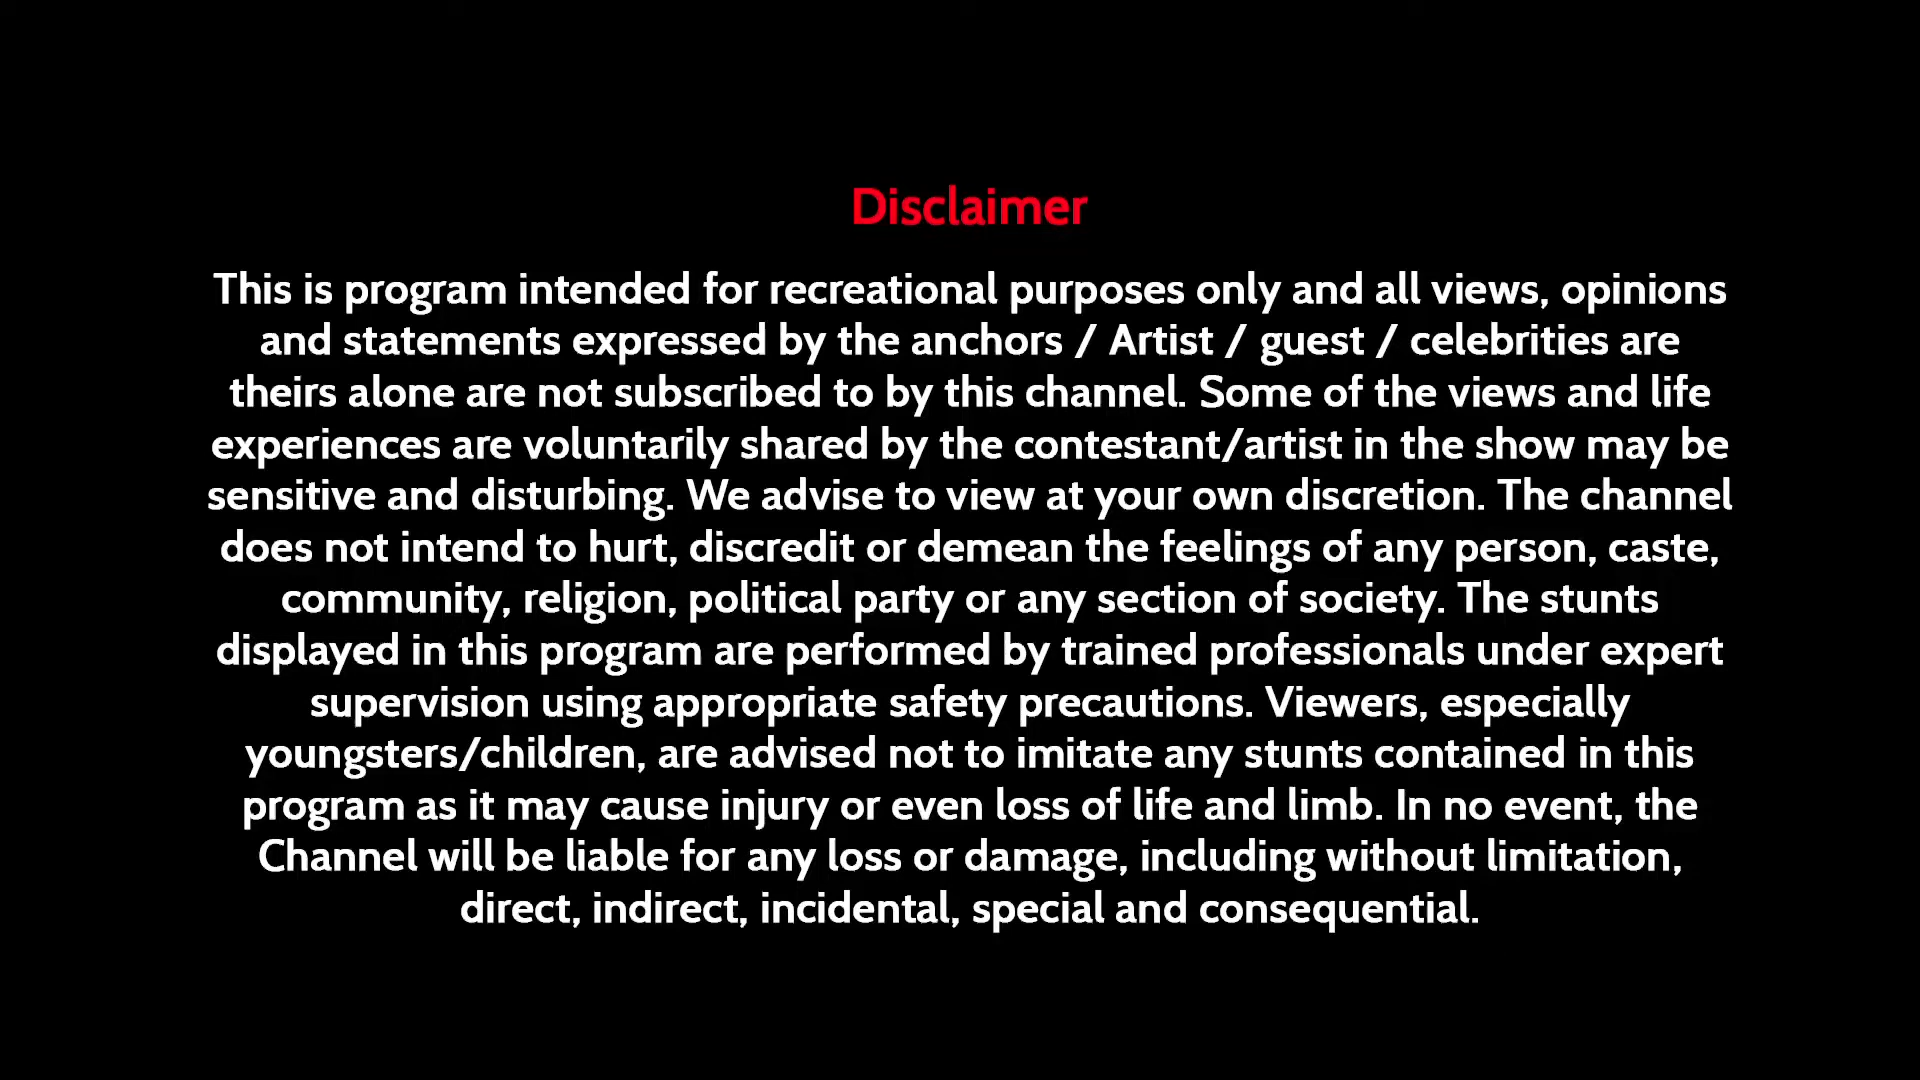 Disclaimer
This is program intended for recreational purposes only and all views, opinions
and statements expressed by the anchors / Artist / guest / celebrities are
theirs alone are not subscribed to by this channel. Some of the views and life
experiences are voluntarily shared by the contestant/artist in the show may be
sensitive and disturbing. We advise to view at your own discretion. The channel
does not intend to hurt, discredit or demean the feelings of any person, caste,
community, religion, political party or any section of society. The stunts
displayed in this program are performed by trained professionals under expert
supervision using appropriate safety precautions. Viewers, especially
youngsters/children, are advised not to imitate any stunts contained in this
program as it may cause injury or even loss of life and limb. In no event, the
Channel will be liable for any loss or damage, including without limitation,
direct, indirect, incidental, special and consequential.